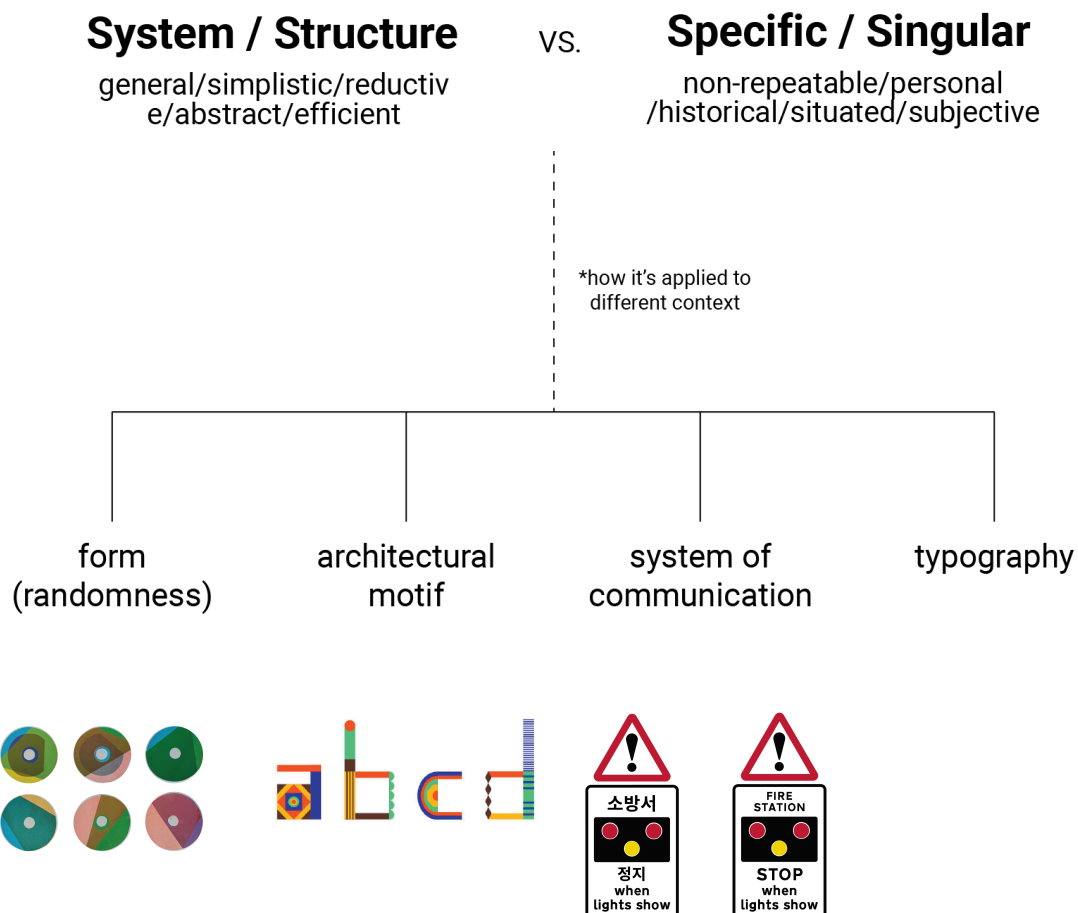 System / Structure
vs.
Specific / Singular
general/simplistic/reductiv
e/abstract/efficient
non-repeatable/personal
/historical/situated/subjective
*how it's applied to
different context
form
(randomness)
architectural
motif
system of
communication
typography
a b c d
소방서
정지
when
lights show
FIRE
STATION
STOP
when
lights show